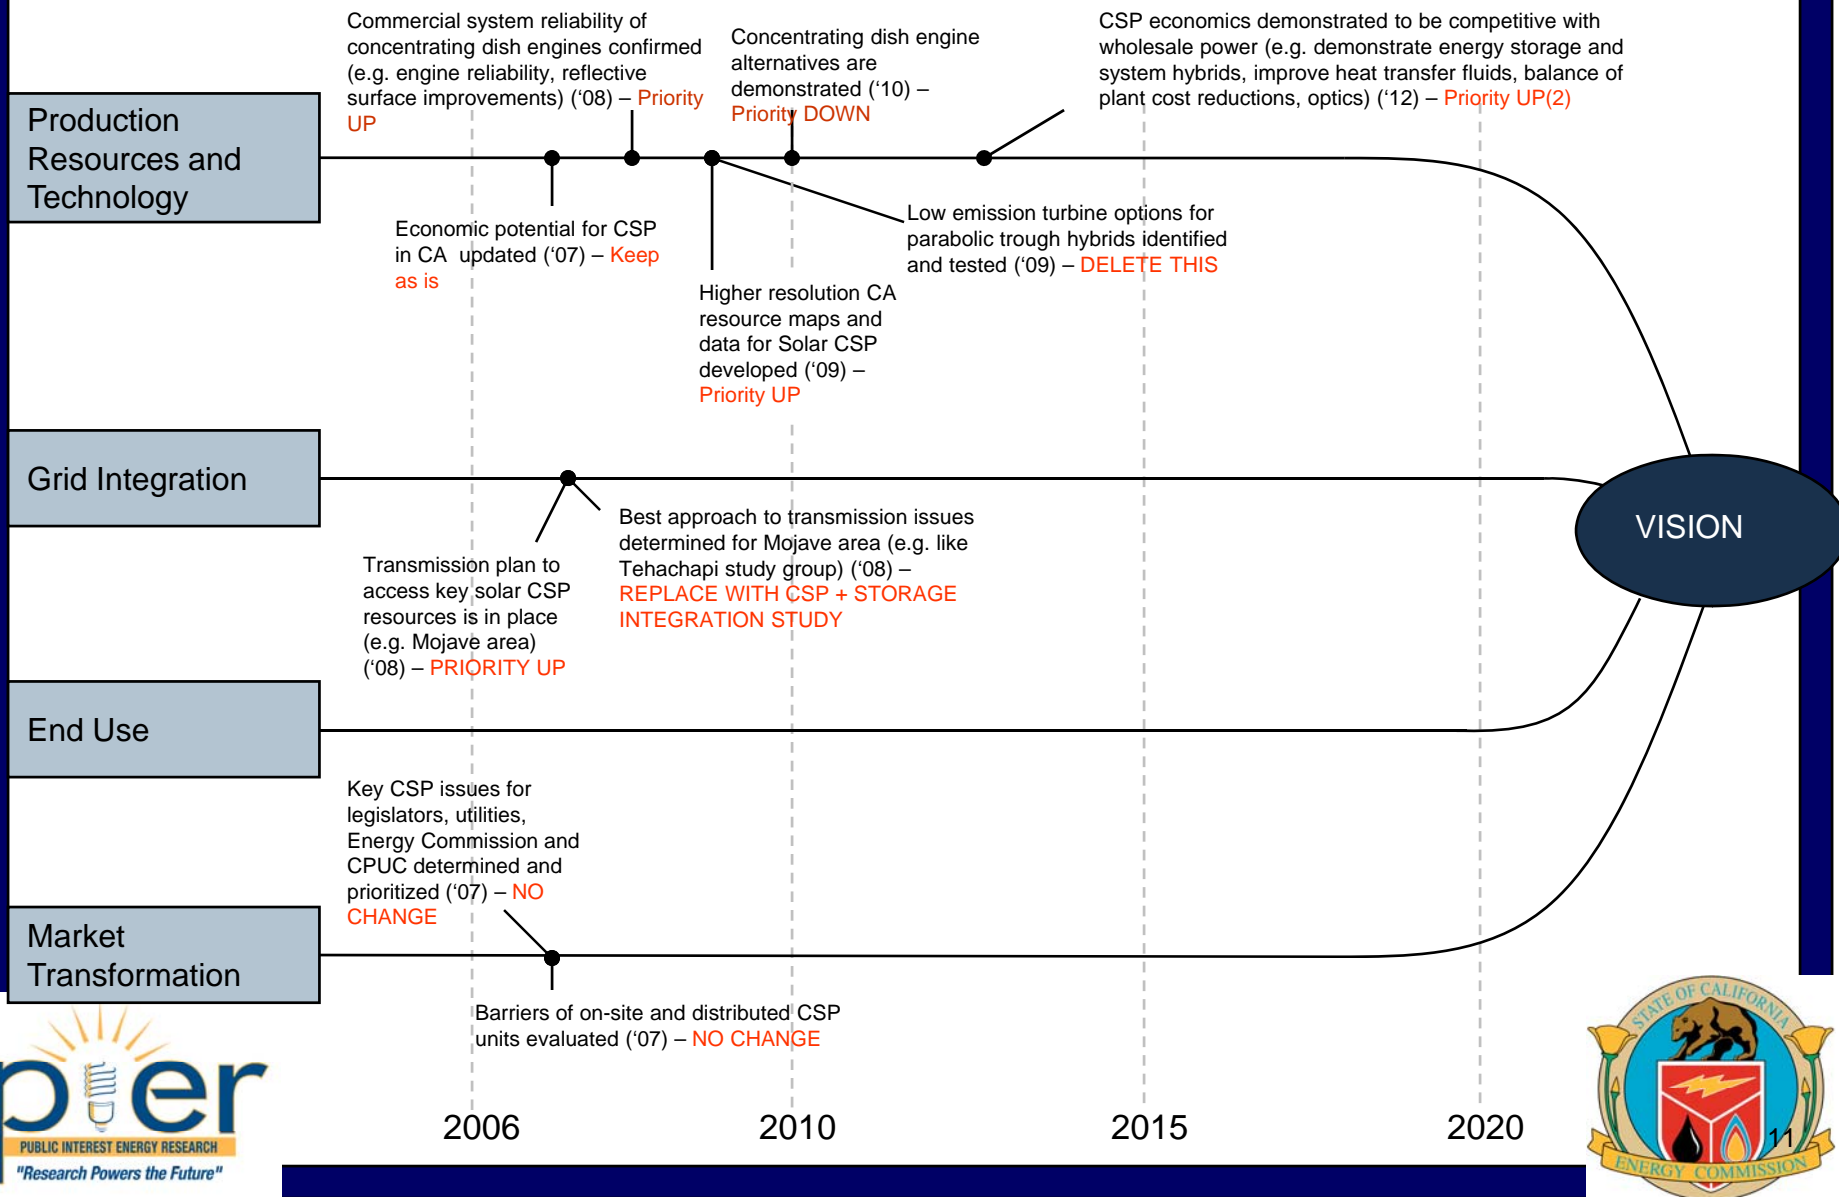 Commercial system reliability of
concentrating dish engines confirmed
(e.g. engine reliability, reflective
surface improvements) (‘08) – Priority
UP
Concentrating dish engine
alternatives are
demonstrated (‘10) –
Priority DOWN
CSP economics demonstrated to be competitive with
wholesale power (e.g. demonstrate energy storage and
system hybrids, improve heat transfer fluids, balance of
plant cost reductions, optics) (‘12) – Priority UP(2)
Production
Resources and
Technology
Economic potential for CSP
in CA updated (‘07) – Keep
as is
Low emission turbine options for
parabolic trough hybrids identified
and tested (‘09) – DELETE THIS
Higher resolution CA
resource maps and
data for Solar CSP
developed (‘09) –
Priority UP
Grid Integration
VISION
Transmission plan to
access key solar CSP
resources is in place
(e.g. Mojave area)
(‘08) – PRIORITY UP
Best approach to transmission issues
determined for Mojave area (e.g. like
Tehachapi study group) (‘08) –
REPLACE WITH CSP + STORAGE
INTEGRATION STUDY
End Use
Key CSP issues for
legislators, utilities,
Energy Commission and
CPUC determined and
prioritized (‘07) – NO
CHANGE
Market
Transformation
Barriers of on-site and distributed CSP
units evaluated (‘07) – NO CHANGE
2006
2010
2015
2020
pier
PUBLIC INTEREST ENERGY RESEARCH
"Research Powers the Future"
STATE OF CALIFORNIA
11
ENERGY COMMISSION